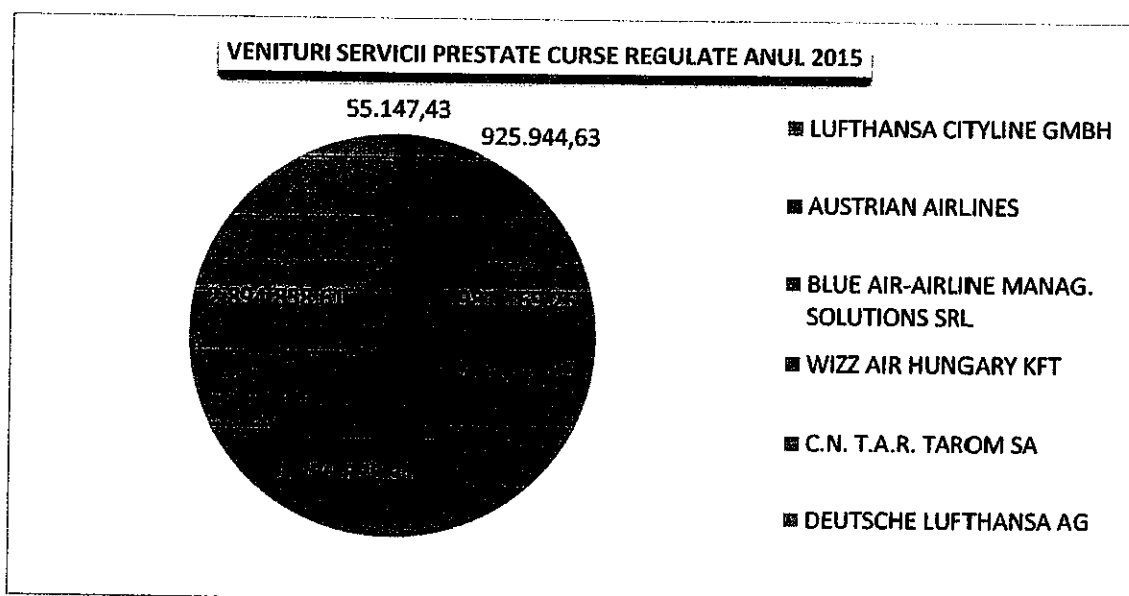 VENITURI SERVICII PRESTATE CURSE REGULATE ANUL 2015
55.147,43
925.944,63
LUFTHANSA CITYLINE GMBH
AUSTRIAN AIRLINES
BLUE AIR-AIRLINE MANAG.
SOLUTIONS SRL
WIZZ AIR HUNGARY KFT
C.N. T.A.R. TAROM SA
DEUTSCHE LUFTHANSA AG